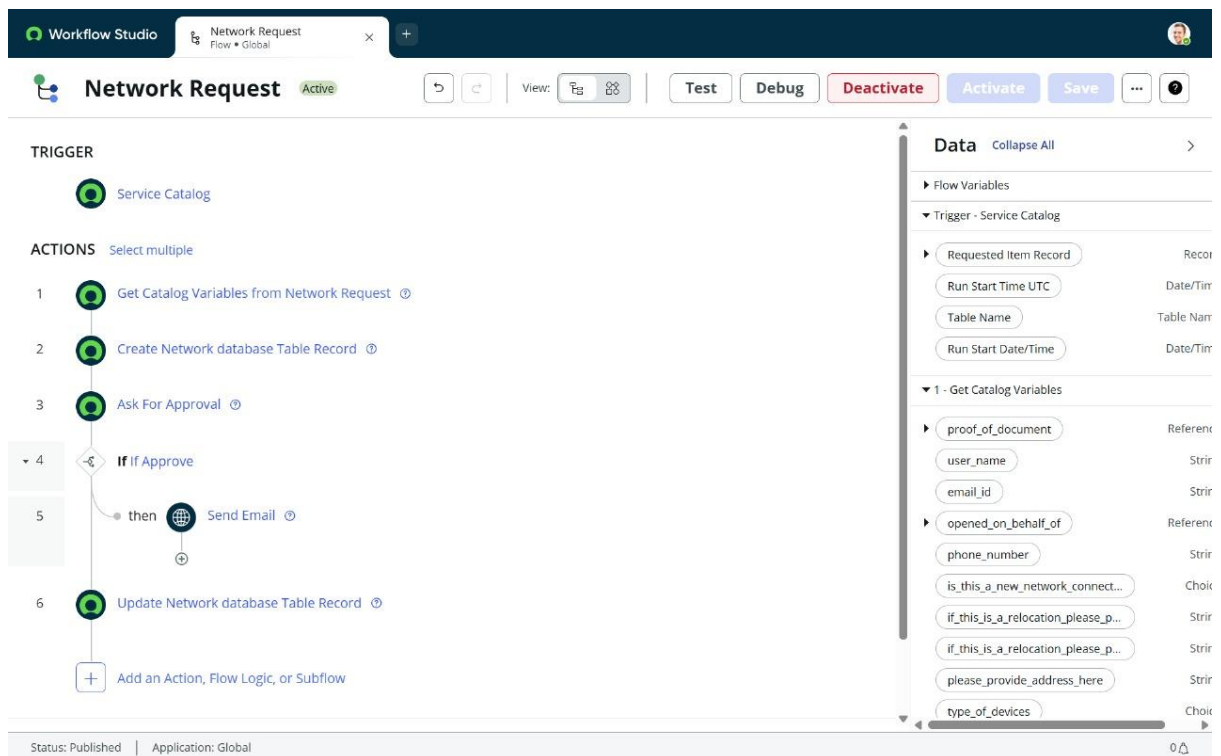 Workflow Studio
Network Request
Flow • Global
Network Request Active
View:
Test
Debug
Deactivate
Activate
Save
TRIGGER
Service Catalog
ACTIONS Select multiple
1 Get Catalog Variables from Network Request
2 Create Network database Table Record
3 Ask For Approval
4 If If Approve
5 then Send Email
6 Update Network database Table Record
Add an Action, Flow Logic, or Subflow
Data Collapse All
Flow Variables
Trigger - Service Catalog
Requested Item Record Recor
Run Start Time UTC Date/Tim
Table Name Table Nam
Run Start Date/Time Date/Tim
1 - Get Catalog Variables
proof_of_document Referenc
user_name Strin
email_id Strin
opened_on_behalf_of Referenc
phone_number Strin
is_this_a_new_network_connect... Choic
if_this_is_a_relocation_please_p... Strin
if_this_is_a_relocation_please_p... Strin
please_provide_address_here Strin
type_of_devices Choic
Status: Published | Application: Global
0